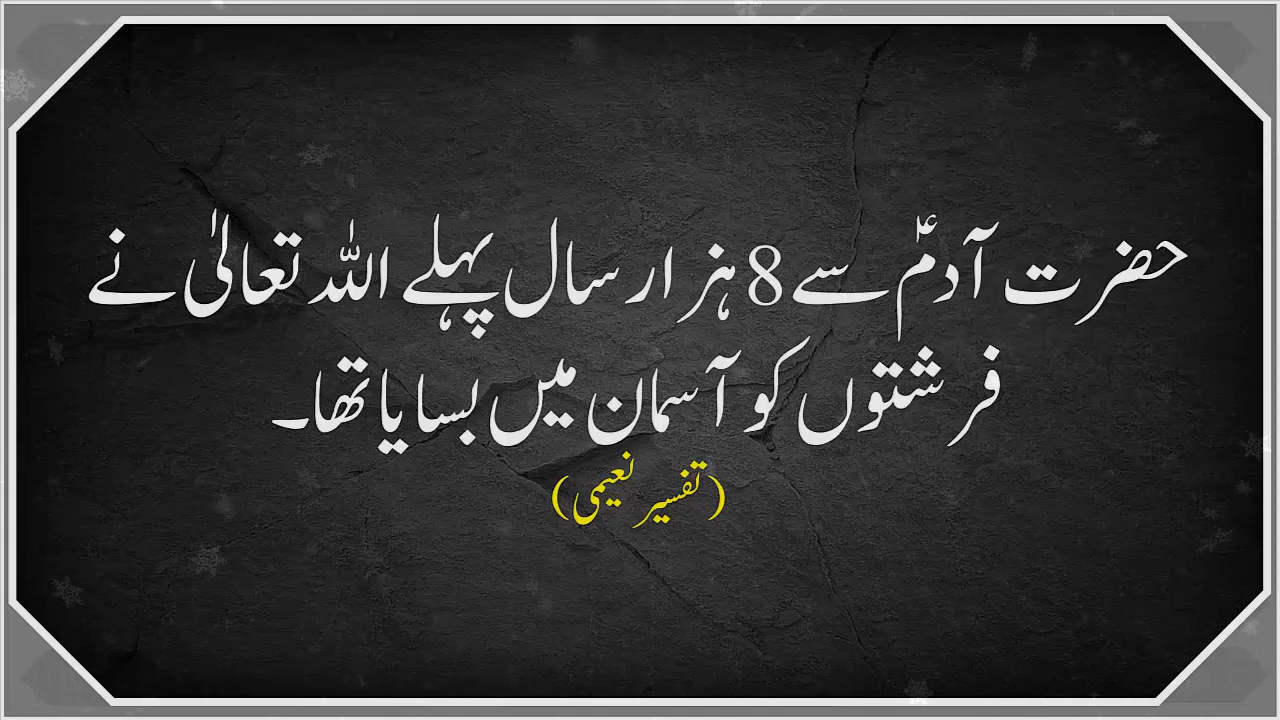 حضرت آدمؑ سے 8 ہزار سال پہلے اللہ تعالیٰ نے
فرشتوں کو آسمان میں بسایا تھا۔
(تفسیر نعیمی)